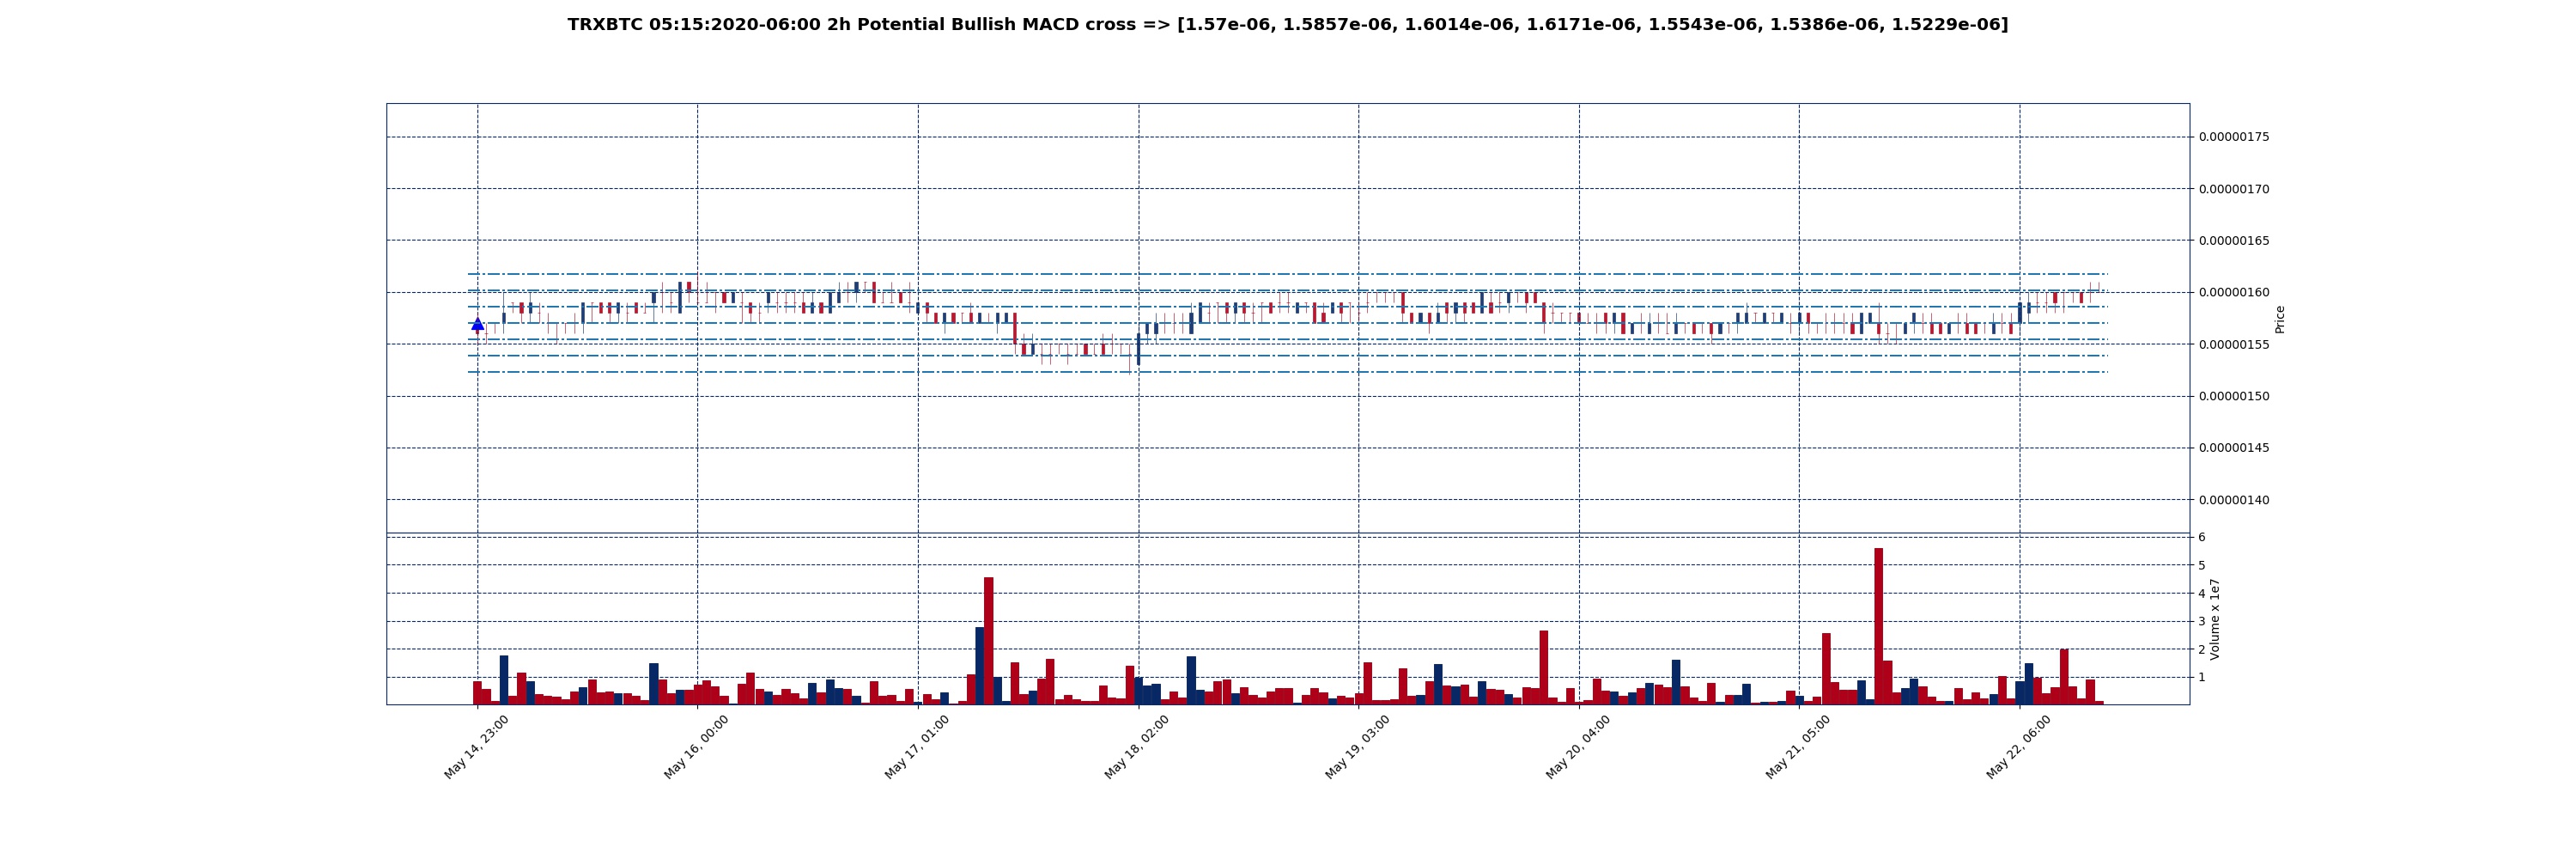 TRXBTC 05:15:2020-06:00 2h Potential Bullish MACD cross => [1.57e-06, 1.5857e-06, 1.6014e-06, 1.6171e-06, 1.5543e-06, 1.5386e-06, 1.5229e-06]
0.00000175
0.00000170
0.00000165
0.00000160
0.00000155
0.00000150
0.00000145
0.00000140
Price
6
5
4
3
2
1
Volume x 1e7
May 14, 23:00
May 16, 00:00
May 17, 01:00
May 18, 02:00
May 19, 03:00
May 20, 04:00
May 21, 05:00
May 22, 06:00